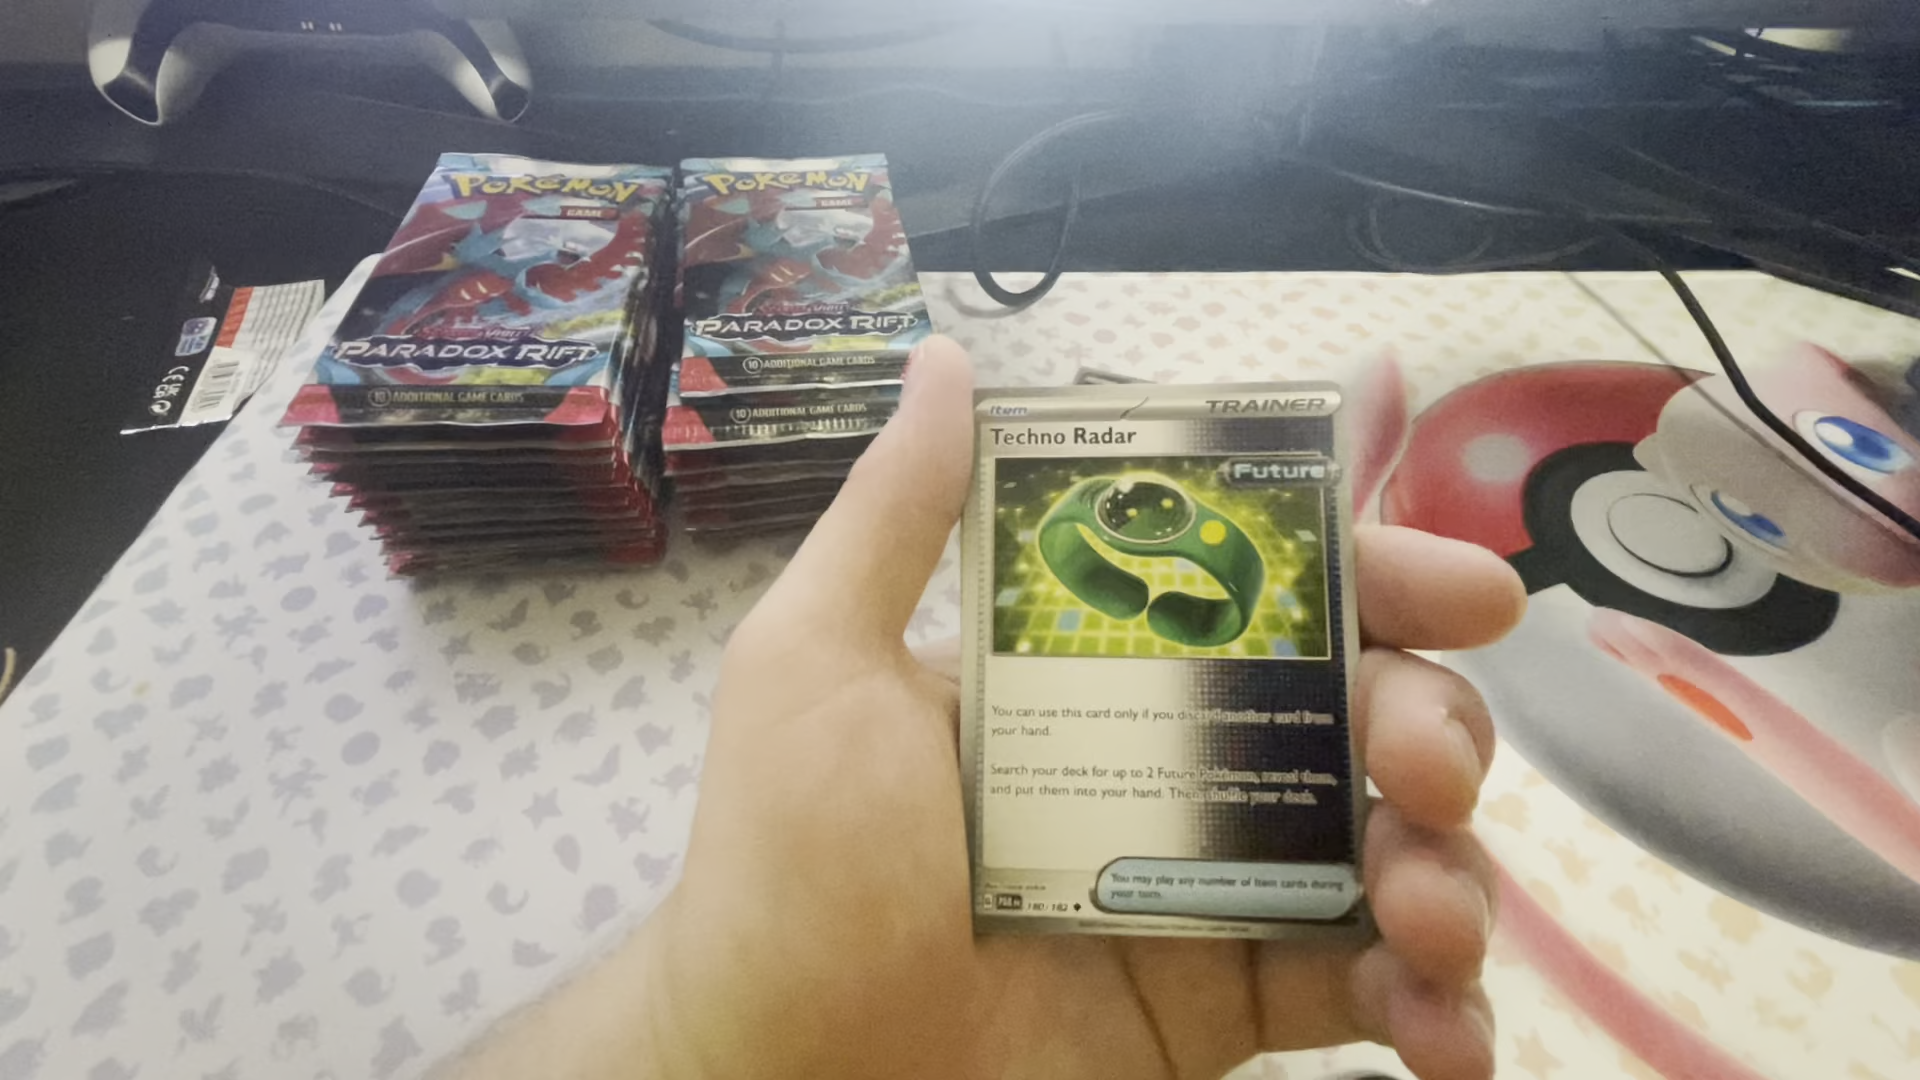 POKéMON
GAME
PARADOX RIFT
10 ADDITIONAL GAME CARDS
POKéMON
GAME
PARADOX RIFT
10 ADDITIONAL GAME CARDS
10 ADDITIONAL GAME CARDS
Item
TRAINER
Techno Radar
Future
You can use this card only if you discard another card from
your hand.
Search your deck for up to 2 Future Pokémon, reveal them,
and put them into your hand. Then, shuffle your deck.
You may play any number of Item cards during
your turn.
G PAR EN 180/182